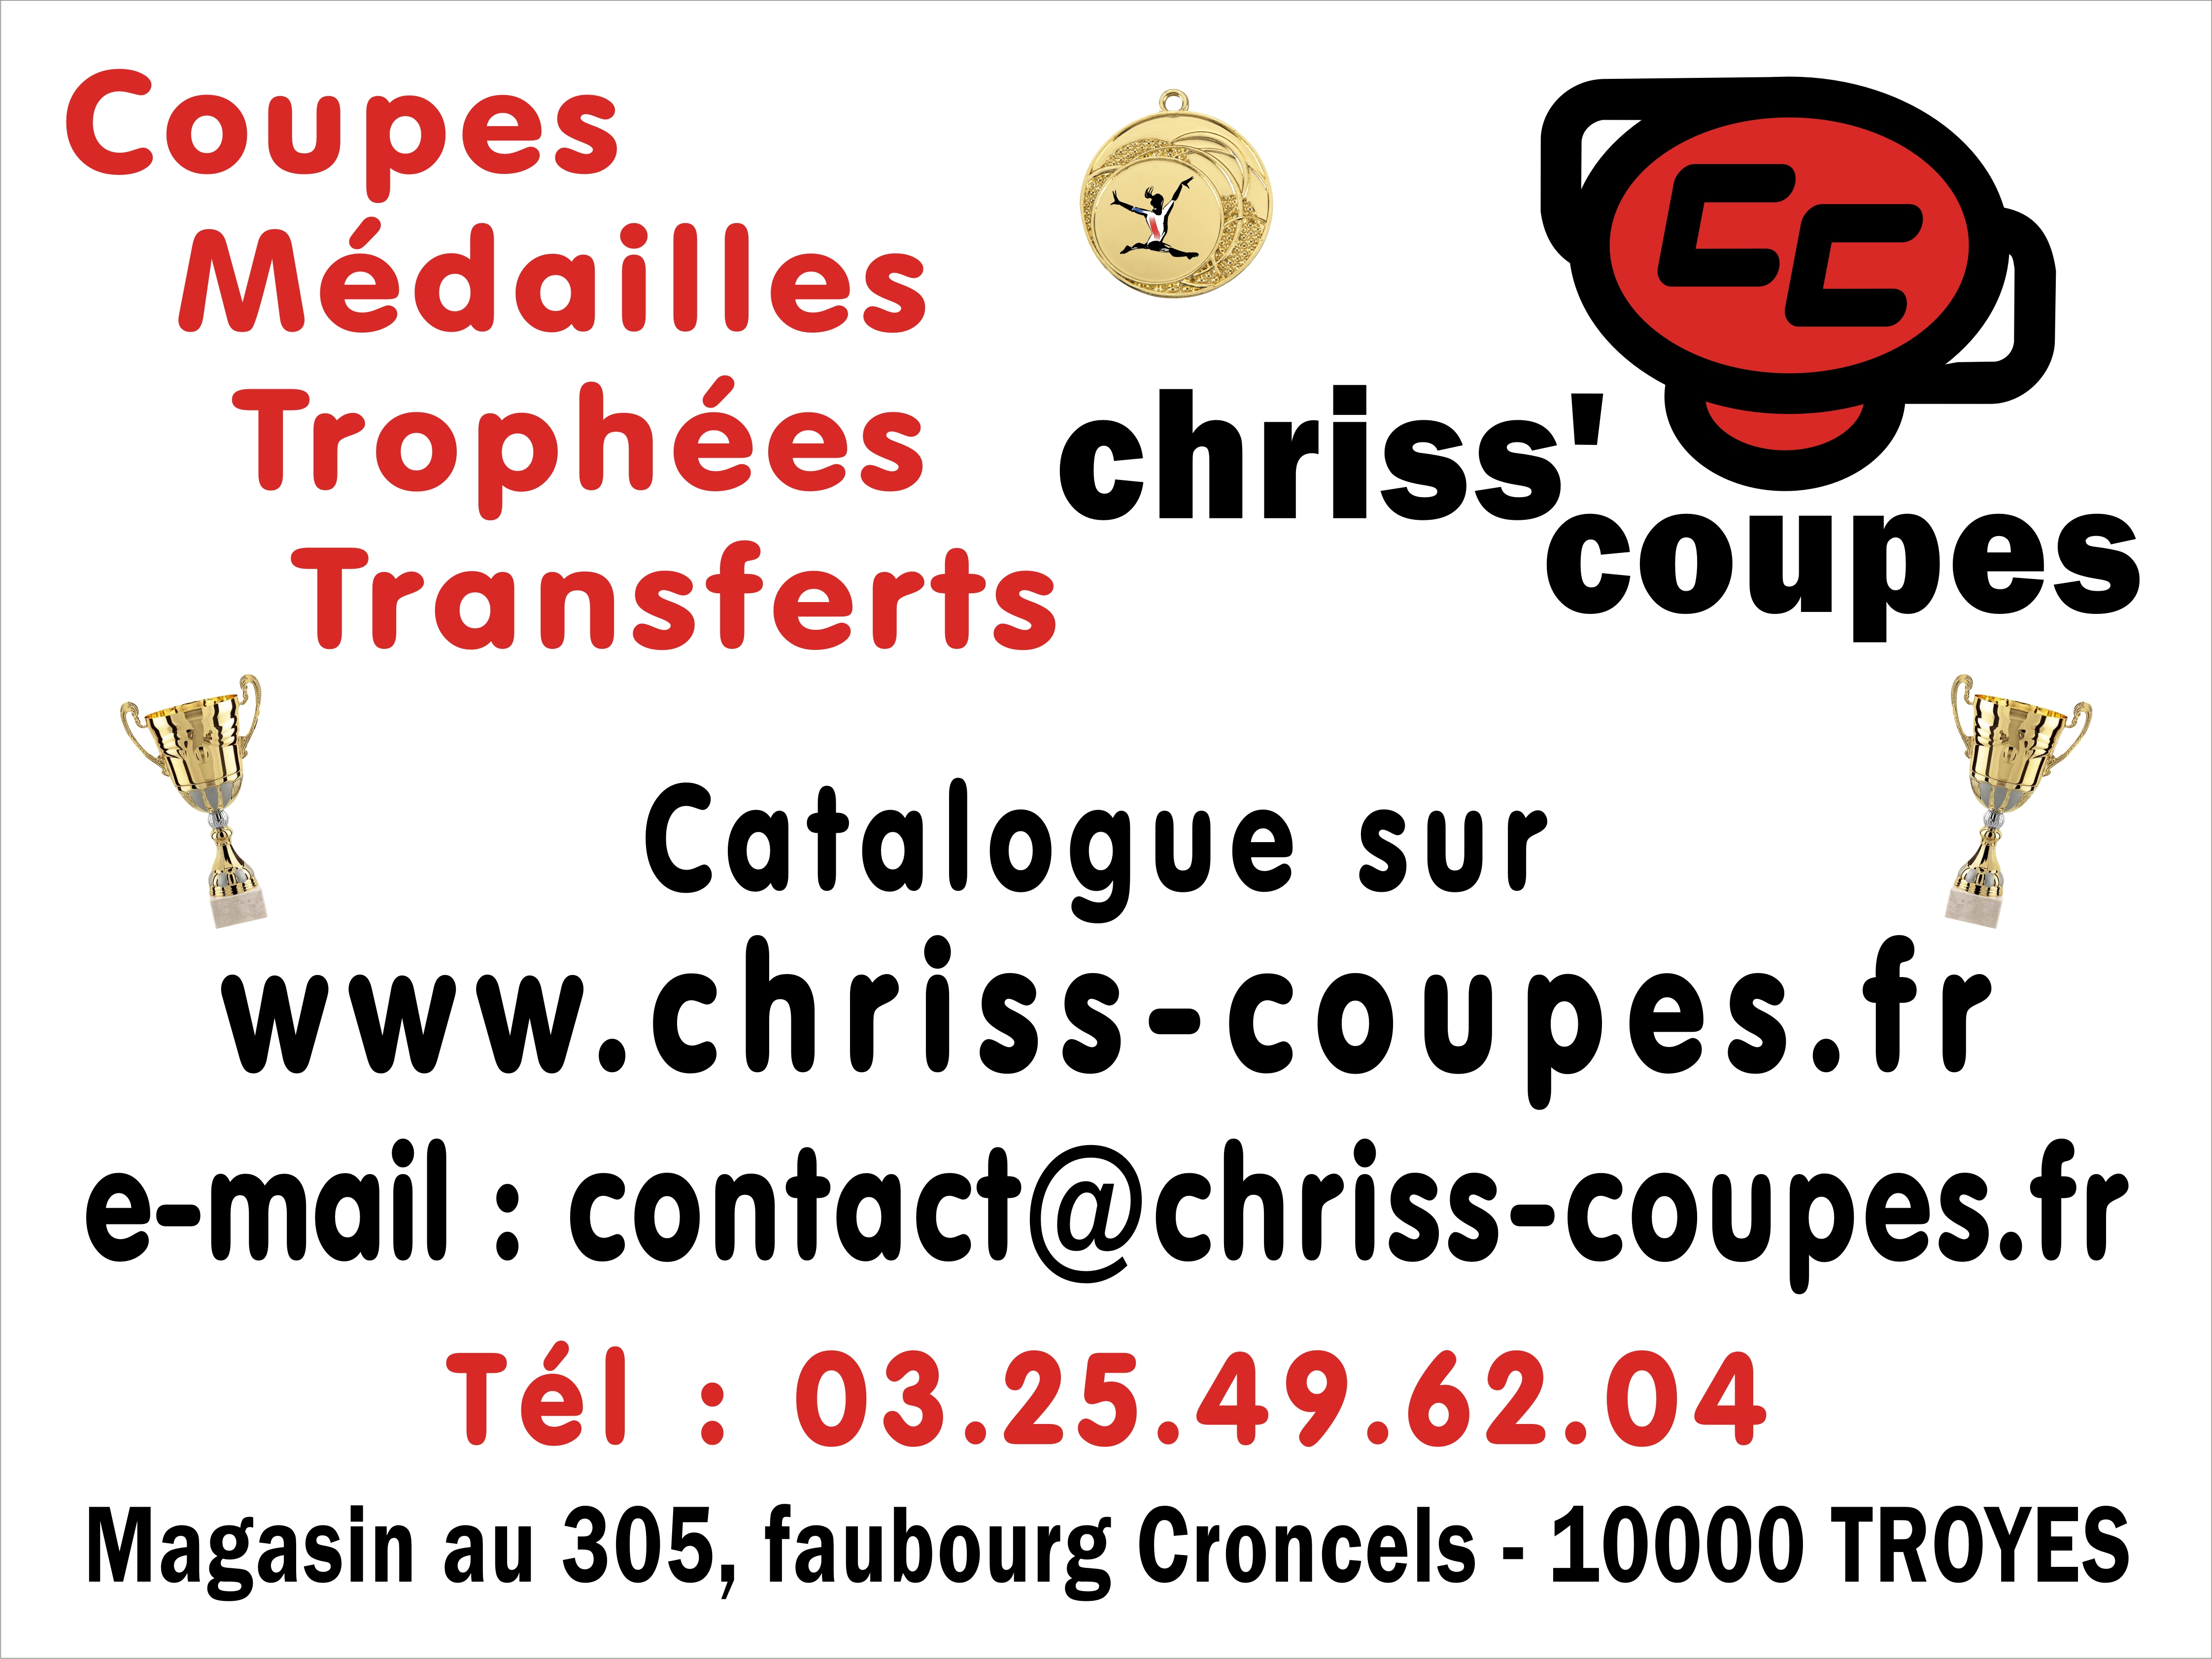 Coupes
Médailles
Trophées
Transferts
CC
chriss'
coupes
Catalogue sur
www.chriss-coupes.fr
e-mail : contact@chriss-coupes.fr
Tél : 03.25.49.62.04
Magasin au 305, faubourg Croncels - 10000 TROYES